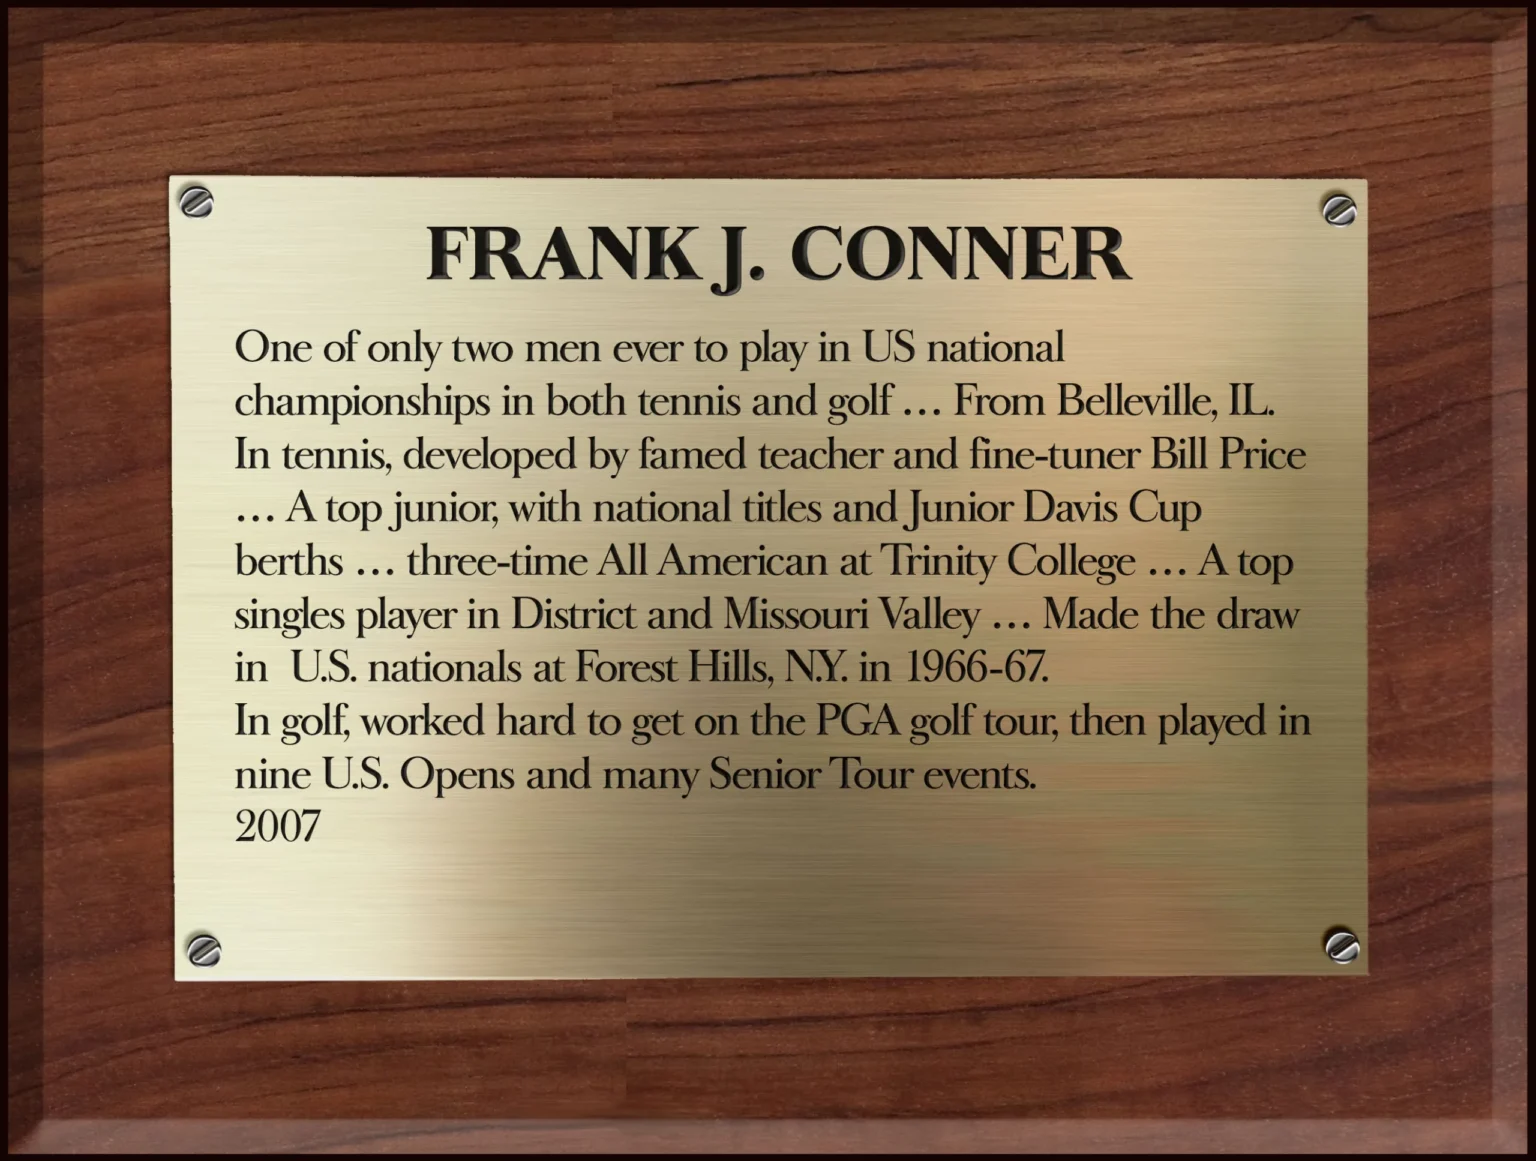 FRANK J. CONNER
One of only two men ever to play in US national
championships in both tennis and golf … From Belleville, IL.
In tennis, developed by famed teacher and fine-tuner Bill Price
… A top junior, with national titles and Junior Davis Cup
berths … three-time All American at Trinity College … A top
singles player in District and Missouri Valley … Made the draw
in  U.S. nationals at Forest Hills, N.Y. in 1966-67.
In golf, worked hard to get on the PGA golf tour, then played in
nine U.S. Opens and many Senior Tour events.
2007